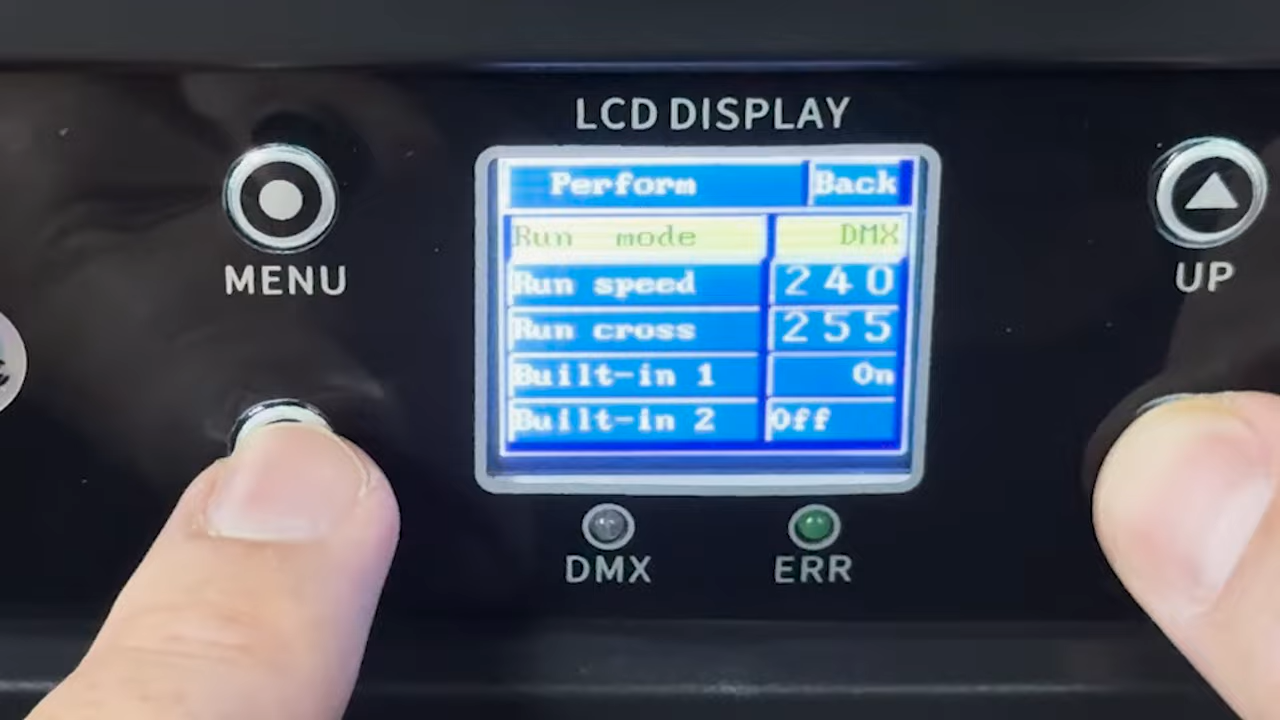 LCD DISPLAY
Perform Back
Run mode DMX
Run speed 240
Run cross 255
Built-in 1 On
Built-in 2 Off
MENU
UP
DMX
ERR